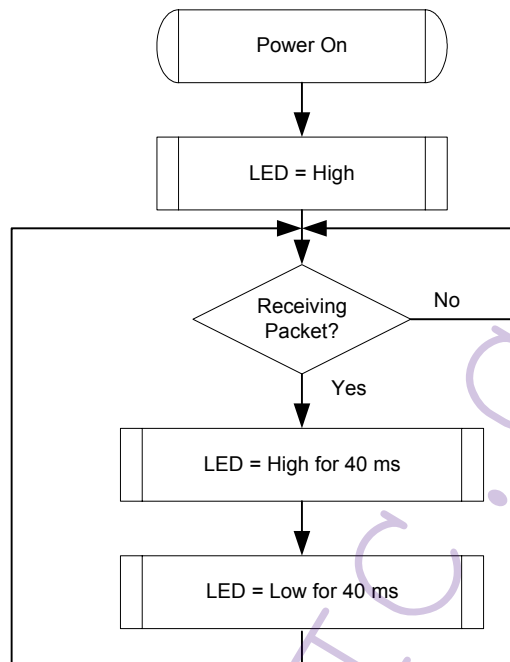 Power On
LED = High
Receiving
Packet?
No
Yes
LED = High for 40 ms
LED = Low for 40 ms